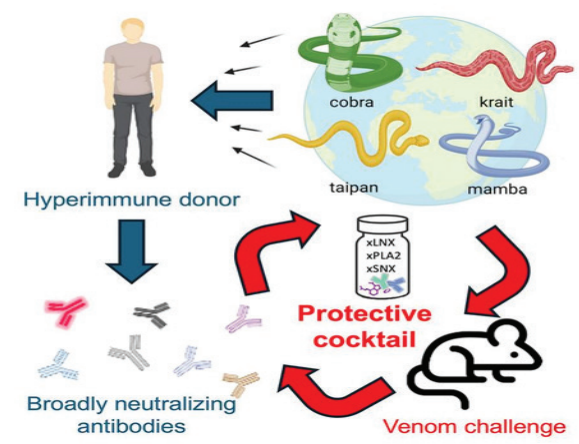 cobra
krait
taipan
mamba
Hyperimmune donor
xLNX
xPLA2
xSNX
Protective
cocktail
Broadly neutralizing
antibodies
Venom challenge